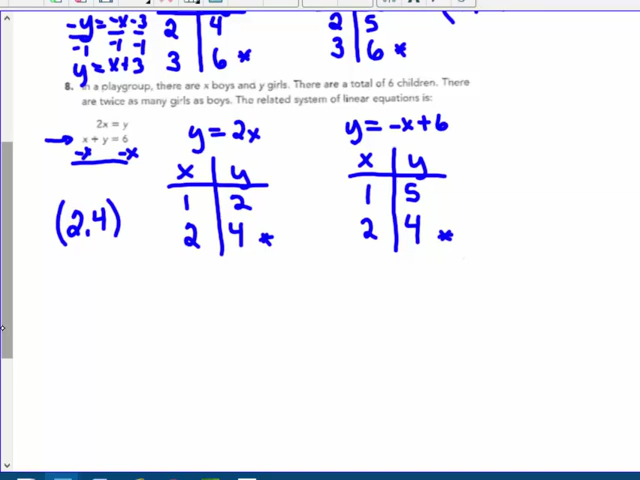 -y = -x - 3
-1 -1 -1
y = x + 3
2 | 4
3 | 6 *
2 | 5
3 | 6 *
8. In a playgroup, there are x boys and y girls. There are a total of 6 children. There
are twice as many girls as boys. The related system of linear equations is:
2x = y
→ x + y = 6
-x -x
(2,4)
y = 2x
x | y
1 | 2
2 | 4 *
y = -x + 6
x | y
1 | 5
2 | 4 *